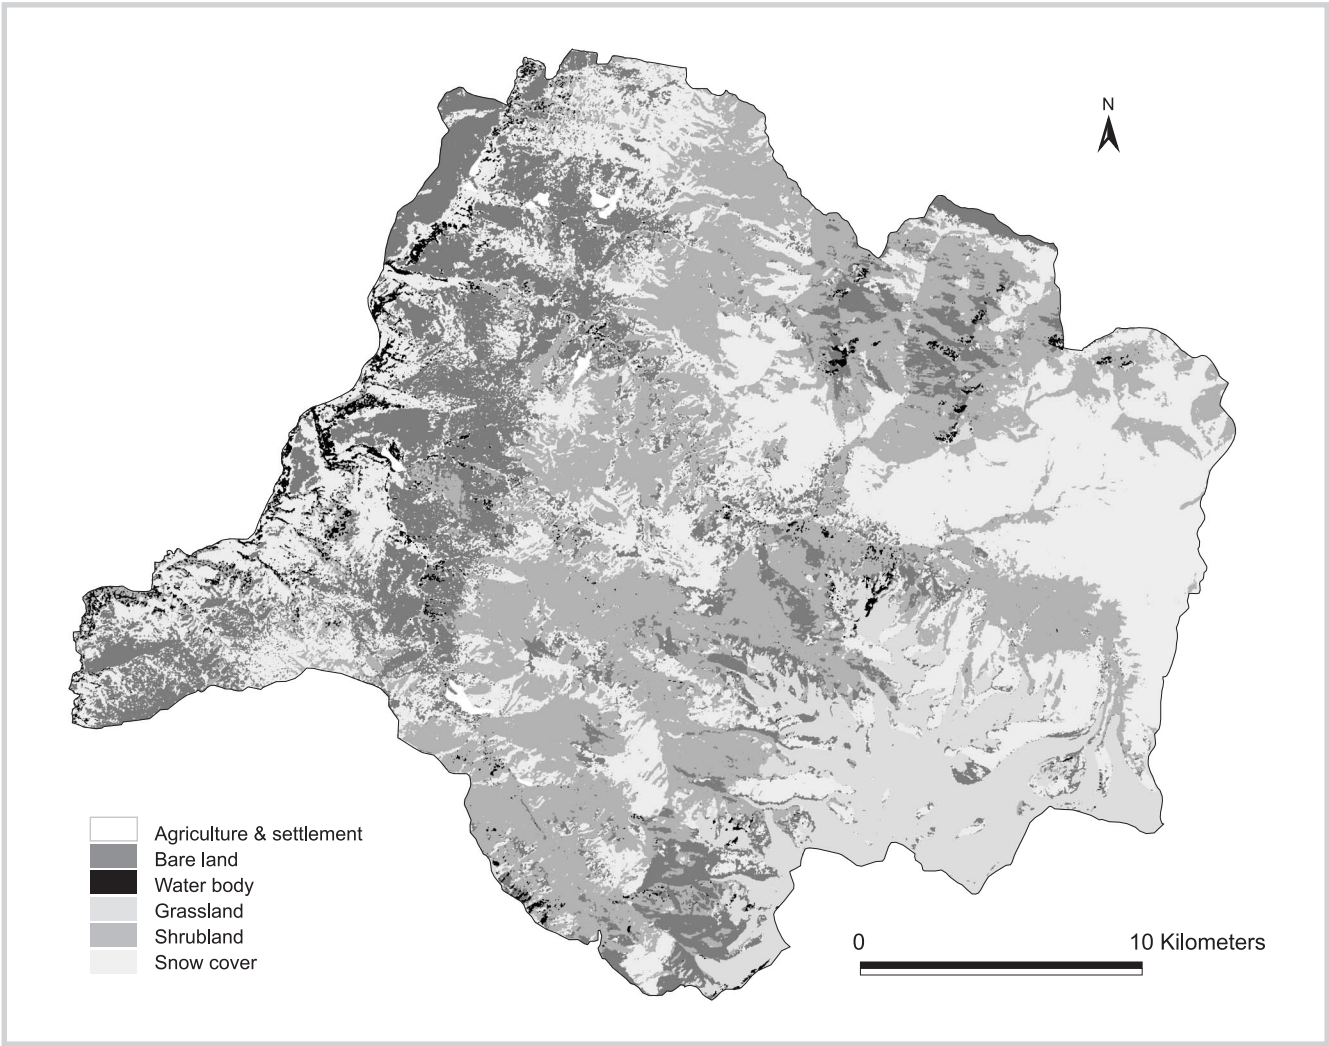 N
Agriculture & settlement
Bare land
Water body
Grassland
Shrubland
Snow cover
0 10 Kilometers